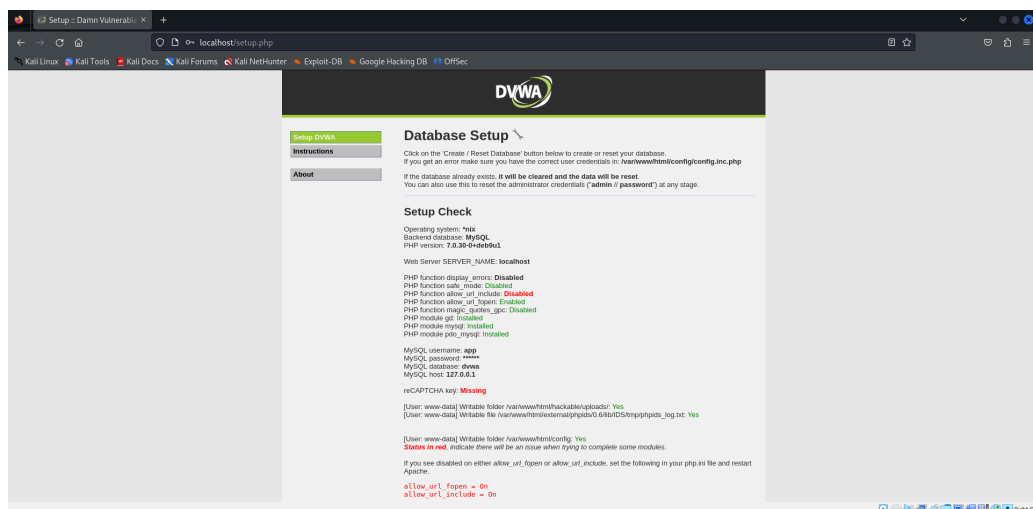 Setup :: Damn Vulnerable
localhost/setup.php
Kali Linux Kali Tools Kali Docs Kali Forums Kali NetHunter Exploit-DB Google Hacking DB OffSec
DVWA
Setup DVWA
Instructions
About
Database Setup
Click on the 'Create / Reset Database' button below to create or reset your database.
If you get an error make sure you have the correct user credentials in: /var/www/html/config/config.inc.php
If the database already exists, it will be cleared and the data will be reset.
You can also use this to reset the administrator credentials ("admin // password") at any stage.
Setup Check
Operating system: *nix
Backend database: MySQL
PHP version: 7.0.30-0+deb9u1
Web Server SERVER_NAME: localhost
PHP function display_errors: Disabled
PHP function safe_mode: Disabled
PHP function allow_url_include: Disabled
PHP function allow_url_fopen: Enabled
PHP function magic_quotes_gpc: Disabled
PHP module gd: Installed
PHP module mysql: Installed
PHP module pdo_mysql: Installed
MySQL username: app
MySQL password: ******
MySQL database: dvwa
MySQL host: 127.0.0.1
reCAPTCHA key: Missing
[User: www-data] Writable folder /var/www/html/hackable/uploads/: Yes
[User: www-data] Writable file /var/www/html/external/phpids/0.6/lib/IDS/tmp/phpids_log.txt: Yes
[User: www-data] Writable folder /var/www/html/config: Yes
Status in red, indicate there will be an issue when trying to complete some modules.
If you see disabled on either allow_url_fopen or allow_url_include, set the following in your php.ini file and restart
Apache.
allow_url_fopen = On
allow_url_include = On